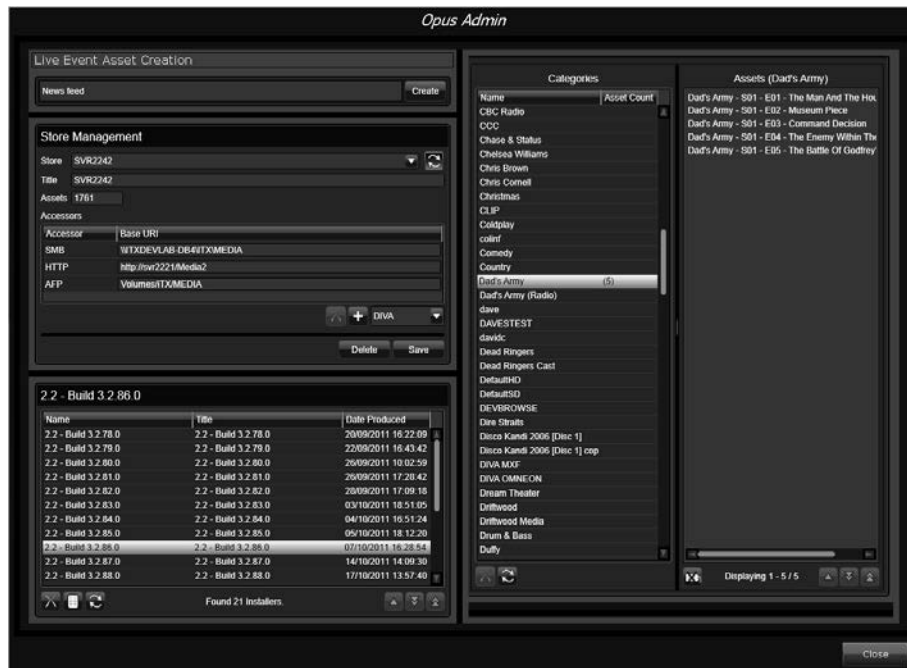 Opus Admin
Live Event Asset Creation
News feed Create
Store Management
Store SVR2242
Title SVR2242
Assets 1761
Accessors
Accessor Base URI
SMB \\ITXDEVLAB-DB4\ITX\MEDIA
HTTP http://svr2221/Media2
AFP Volumes/iTX/MEDIA
DIVA
Delete Save
2.2 - Build 3.2.86.0
Name Title Date Produced
2.2 - Build 3.2.78.0 2.2 - Build 3.2.78.0 20/09/2011 16:22:09
2.2 - Build 3.2.79.0 2.2 - Build 3.2.79.0 22/09/2011 16:43:42
2.2 - Build 3.2.80.0 2.2 - Build 3.2.80.0 26/09/2011 10:02:59
2.2 - Build 3.2.81.0 2.2 - Build 3.2.81.0 26/09/2011 17:28:42
2.2 - Build 3.2.82.0 2.2 - Build 3.2.82.0 28/09/2011 17:09:18
2.2 - Build 3.2.83.0 2.2 - Build 3.2.83.0 03/10/2011 18:51:05
2.2 - Build 3.2.84.0 2.2 - Build 3.2.84.0 04/10/2011 16:51:24
2.2 - Build 3.2.85.0 2.2 - Build 3.2.85.0 05/10/2011 18:12:20
2.2 - Build 3.2.86.0 2.2 - Build 3.2.86.0 07/10/2011 16:28:54
2.2 - Build 3.2.87.0 2.2 - Build 3.2.87.0 14/10/2011 14:09:30
2.2 - Build 3.2.88.0 2.2 - Build 3.2.88.0 17/10/2011 13:57:40
Found 21 Installers.
Categories
Name Asset Count
CBC Radio
CCC
Chase & Status
Chelsea Williams
Chris Brown
Chris Cornell
Christmas
CLIP
Coldplay
colinf
Comedy
Country
Dad's Army (5)
Dad's Army (Radio)
dave
DAVESTEST
davidc
Dead Ringers
Dead Ringers Cast
DefaultHD
DefaultSD
DEVBROWSE
Dire Straits
Disco Kandi 2006 [Disc 1]
Disco Kandi 2006 [Disc 1] cop
DIVA MXF
DIVA OMNEON
Dream Theater
Driftwood
Driftwood Media
Drum & Bass
Duffy
Assets (Dad's Army)
Dad's Army - S01 - E01 - The Man And The Hou
Dad's Army - S01 - E02 - Museum Piece
Dad's Army - S01 - E03 - Command Decision
Dad's Army - S01 - E04 - The Enemy Within The
Dad's Army - S01 - E05 - The Battle Of Godfrey'
Displaying 1 - 5 / 5
Close